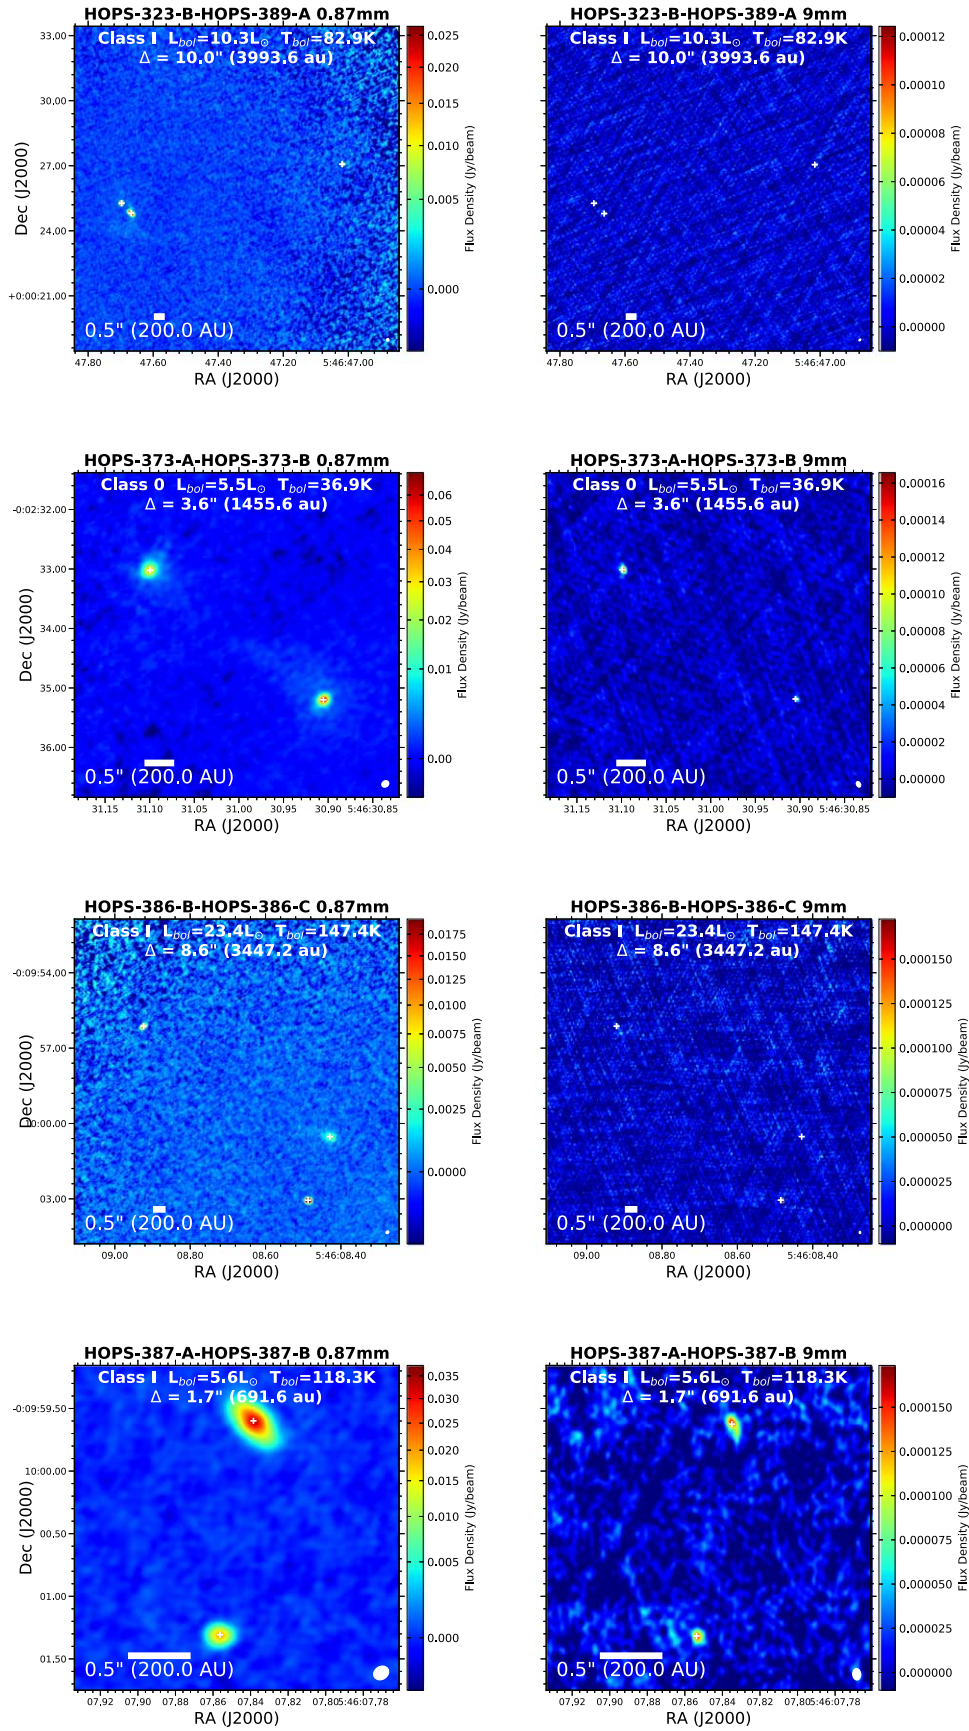 HOPS-323-B-HOPS-389-A 0.87mm
Class I L_bol=10.3L⊙ T_bol=82.9K
Δ = 10.0" (3993.6 au)
33.00
30.00
27.00
24.00
+0:00:21.00
Dec (J2000)
0.5" (200.0 AU)
47.80 47.60 47.40 47.20 5:46:47.00
RA (J2000)
0.025
0.020
0.015
0.010
0.005
0.000
Flux Density (Jy/beam)
HOPS-323-B-HOPS-389-A 9mm
Class I L_bol=10.3L⊙ T_bol=82.9K
Δ = 10.0" (3993.6 au)
0.5" (200.0 AU)
47.80 47.60 47.40 47.20 5:46:47.00
RA (J2000)
0.00012
0.00010
0.00008
0.00006
0.00004
0.00002
0.00000
Flux Density (Jy/beam)
HOPS-373-A-HOPS-373-B 0.87mm
Class 0 L_bol=5.5L⊙ T_bol=36.9K
Δ = 3.6" (1455.6 au)
-0:02:32.00
33.00
34.00
35.00
36.00
Dec (J2000)
0.5" (200.0 AU)
31.15 31.10 31.05 31.00 30.95 30.90 5:46:30.85
RA (J2000)
0.06
0.05
0.04
0.03
0.02
0.01
0.00
Flux Density (Jy/beam)
HOPS-373-A-HOPS-373-B 9mm
Class 0 L_bol=5.5L⊙ T_bol=36.9K
Δ = 3.6" (1455.6 au)
0.5" (200.0 AU)
31.15 31.10 31.05 31.00 30.95 30.90 5:46:30.85
RA (J2000)
0.00016
0.00014
0.00012
0.00010
0.00008
0.00006
0.00004
0.00002
0.00000
Flux Density (Jy/beam)
HOPS-386-B-HOPS-386-C 0.87mm
Class I L_bol=23.4L⊙ T_bol=147.4K
Δ = 8.6" (3447.2 au)
-0:09:54.00
57.00
0:00.00
03.00
Dec (J2000)
0.5" (200.0 AU)
09.00 08.80 08.60 5:46:08.40
RA (J2000)
0.0175
0.0150
0.0125
0.0100
0.0075
0.0050
0.0025
0.0000
Flux Density (Jy/beam)
HOPS-386-B-HOPS-386-C 9mm
Class I L_bol=23.4L⊙ T_bol=147.4K
Δ = 8.6" (3447.2 au)
0.5" (200.0 AU)
09.00 08.80 08.60 5:46:08.40
RA (J2000)
0.000150
0.000125
0.000100
0.000075
0.000050
0.000025
0.000000
Flux Density (Jy/beam)
HOPS-387-A-HOPS-387-B 0.87mm
Class I L_bol=5.6L⊙ T_bol=118.3K
Δ = 1.7" (691.6 au)
-0:09:59.50
10:00.00
00.50
01.00
01.50
Dec (J2000)
0.5" (200.0 AU)
07.92 07.90 07.88 07.86 07.84 07.82 07.80 5:46:07.78
RA (J2000)
0.035
0.030
0.025
0.020
0.015
0.010
0.005
0.000
Flux Density (Jy/beam)
HOPS-387-A-HOPS-387-B 9mm
Class I L_bol=5.6L⊙ T_bol=118.3K
Δ = 1.7" (691.6 au)
0.5" (200.0 AU)
07.92 07.90 07.88 07.86 07.84 07.82 07.80 5:46:07.78
RA (J2000)
0.000150
0.000125
0.000100
0.000075
0.000050
0.000025
0.000000
Flux Density (Jy/beam)